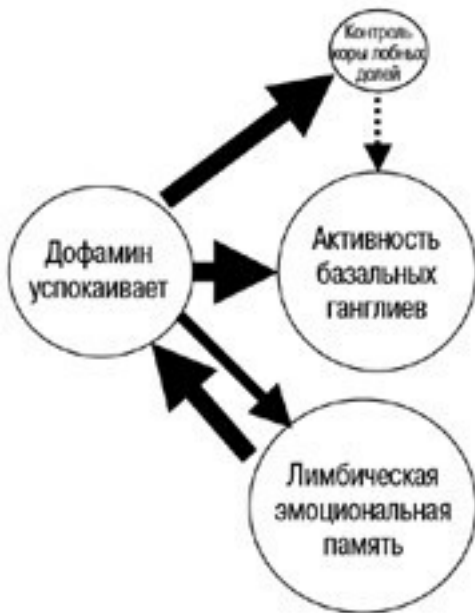 Контроль
коры лобных
долей
Дофамин
успокаивает
Активность
базальных
ганглиев
Лимбическая
эмоциональная
память